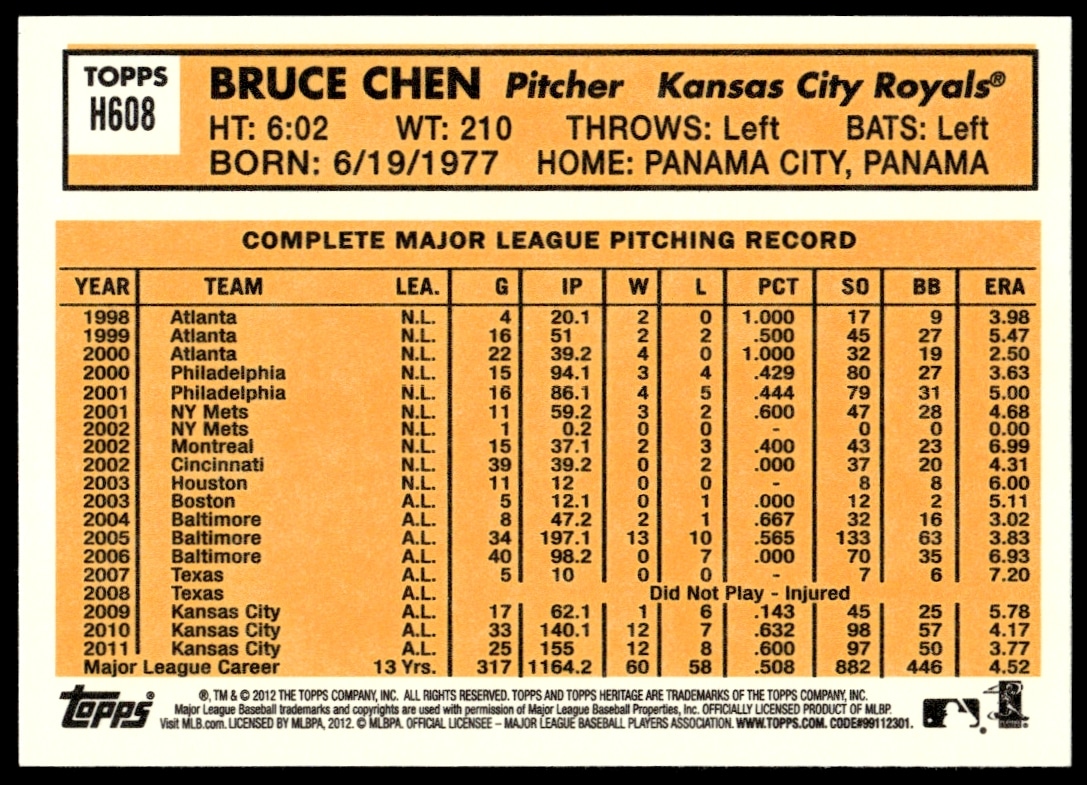 TOPPS
H608
BRUCE CHEN Pitcher Kansas City Royals®
HT: 6:02 WT: 210 THROWS: Left BATS: Left
BORN: 6/19/1977 HOME: PANAMA CITY, PANAMA
COMPLETE MAJOR LEAGUE PITCHING RECORD
YEAR TEAM LEA. G IP W L PCT SO BB ERA
1998 Atlanta N.L. 4 20.1 2 0 1.000 17 9 3.98
1999 Atlanta N.L. 16 51 2 2 .500 45 27 5.47
2000 Atlanta N.L. 22 39.2 4 0 1.000 32 19 2.50
2000 Philadelphia N.L. 15 94.1 3 4 .429 80 27 3.63
2001 Philadelphia N.L. 16 86.1 4 5 .444 79 31 5.00
2001 NY Mets N.L. 11 59.2 3 2 .600 47 28 4.68
2002 NY Mets N.L. 1 0.2 0 0 - 0 0 0.00
2002 Montreal N.L. 15 37.1 2 3 .400 43 23 6.99
2002 Cincinnati N.L. 39 39.2 0 2 .000 37 20 4.31
2003 Houston N.L. 11 12 0 0 - 8 8 6.00
2003 Boston A.L. 5 12.1 0 1 .000 12 2 5.11
2004 Baltimore A.L. 8 47.2 2 1 .667 32 16 3.02
2005 Baltimore A.L. 34 197.1 13 10 .565 133 63 3.83
2006 Baltimore A.L. 40 98.2 0 7 .000 70 35 6.93
2007 Texas A.L. 5 10 0 0 - 7 6 7.20
2008 Texas A.L. Did Not Play - Injured
2009 Kansas City A.L. 17 62.1 1 6 .143 45 25 5.78
2010 Kansas City A.L. 33 140.1 12 7 .632 98 57 4.17
2011 Kansas City A.L. 25 155 12 8 .600 97 50 3.77
Major League Career 13 Yrs. 317 1164.2 60 58 .508 882 446 4.52
Topps®
®, TM & © 2012 THE TOPPS COMPANY, INC. ALL RIGHTS RESERVED. TOPPS AND TOPPS HERITAGE ARE TRADEMARKS OF THE TOPPS COMPANY, INC.
Major League Baseball trademarks and copyrights are used with permission of Major League Baseball Properties, Inc. OFFICIALLY LICENSED PRODUCT OF MLBP.
Visit MLB.com. LICENSED BY MLBPA, 2012. © MLBPA. OFFICIAL LICENSEE – MAJOR LEAGUE BASEBALL PLAYERS ASSOCIATION. WWW.TOPPS.COM. CODE#99112301.